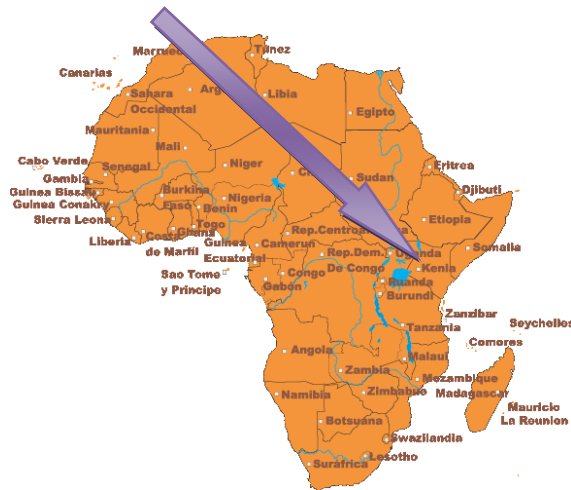 Tunez
Canarias
Sahara
Occidental
Libia
Egipto
Mauritania
Mali
Niger
Sudan
Eritrea
Cabo Verde
Senegal
Gambia
Guinea Bissau
Guinea Conakry
Sierra Leona
Liberia
Costa
de Marfil
Burkina
Faso
Ghana
Togo
Benin
Nigeria
Djibuti
Etiopia
Somalia
Guinea
Ecuatorial
Camerun
Rep.Dem.
De Congo
Uganda
Kenia
Sao Tome
y Principe
Gabon
Congo
Ruanda
Burundi
Zanzibar
Tanzania
Seychelles
Comores
Angola
Malaui
Zambia
Mozambique
Madagascar
Zimbabue
Namibia
Mauricio
La Reunion
Botsuana
Swazilandia
Lesotho
Surafrica